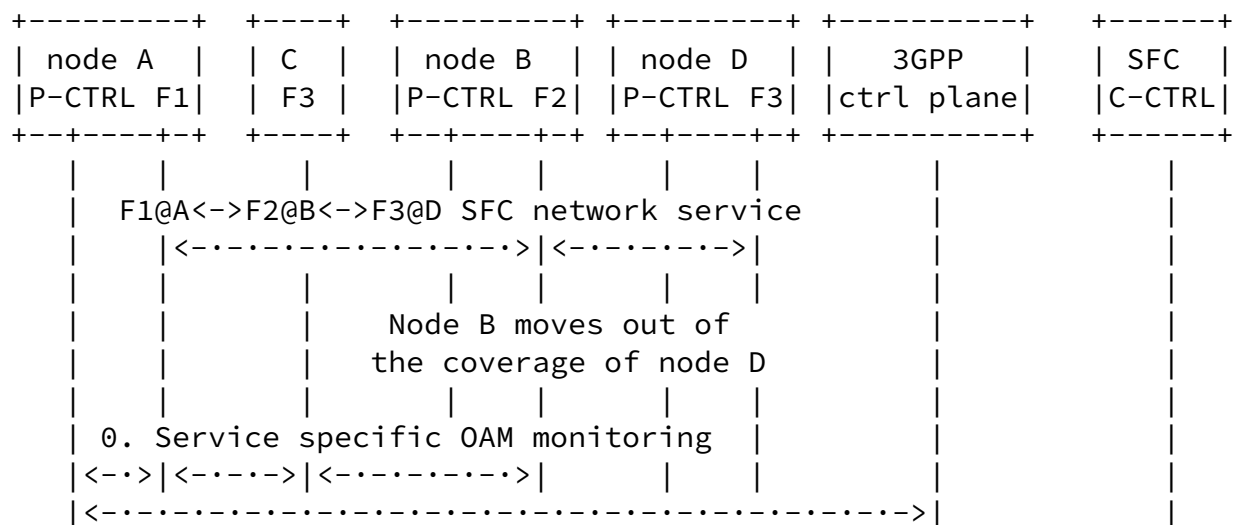 +---------+  +----+  +---------+ +---------+ +----------+   +------+
| node A  |  | C  |  | node B  | | node D  | |   3GPP   |   | SFC  |
|P-CTRL F1|  | F3 |  |P-CTRL F2| |P-CTRL F3| |ctrl plane|   |C-CTRL|
+--+----+-+  +----+  +--+----+-+ +--+----+-+ +----------+   +------+
   |    |       |       |    |      |    |         |            |
   |  F1@A<->F2@B<->F3@D SFC network service       |            |
   |    |<-·-·-·-·-·-·-·-·->|<-·-·-·->|         |            |
   |    |       |       |    |      |    |         |            |
   |    |       |    Node B moves out of           |            |
   |    |       |   the coverage of node D         |            |
   |    |       |       |    |      |    |         |            |
   | 0. Service specific OAM monitoring  |         |            |
   |<-·>|<-·-·->|<-·-·-·-·->|      |    |         |            |
   |<-·-·-·-·-·-·-·-·-·-·-·-·-·-·-·-·-·-·-·-·-·-·->|            |